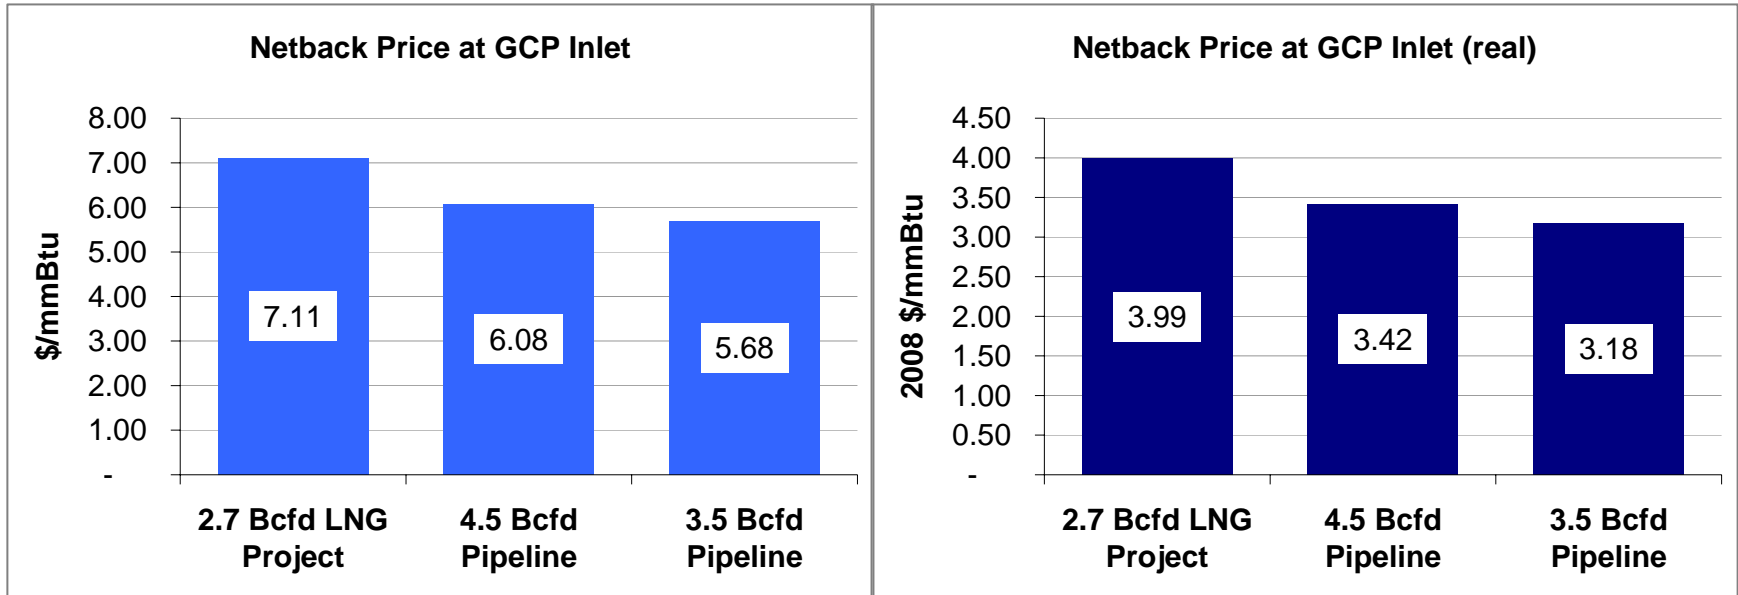 Netback Price at GCP Inlet
$/mmBtu
8.00
7.00
6.00
5.00
4.00
3.00
2.00
1.00
-
7.11
6.08
5.68
2.7 Bcfd LNG
Project
4.5 Bcfd
Pipeline
3.5 Bcfd
Pipeline
Netback Price at GCP Inlet (real)
2008 $/mmBtu
4.50
4.00
3.50
3.00
2.50
2.00
1.50
1.00
0.50
-
3.99
3.42
3.18
2.7 Bcfd LNG
Project
4.5 Bcfd
Pipeline
3.5 Bcfd
Pipeline